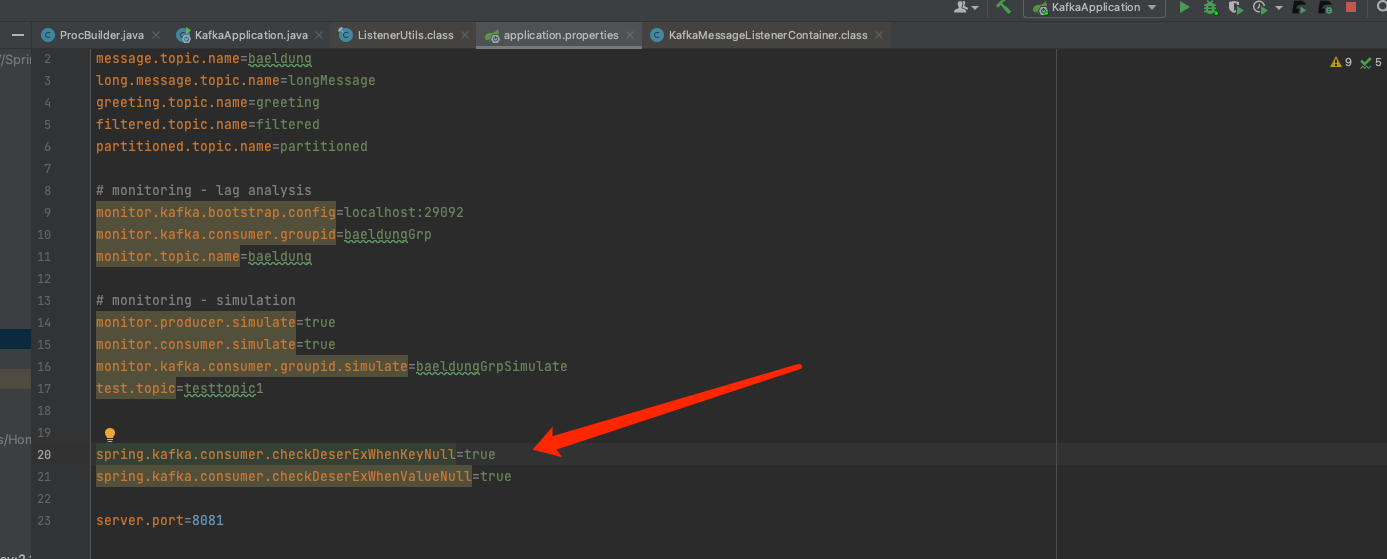 KafkaApplication
ProcBuilder.java KafkaApplication.java ListenerUtils.class application.properties KafkaMessageListenerContainer.class
/Sprin
9 5
2 message.topic.name=baeldung
3 long.message.topic.name=longMessage
4 greeting.topic.name=greeting
5 filtered.topic.name=filtered
6 partitioned.topic.name=partitioned
7
8 # monitoring - lag analysis
9 monitor.kafka.bootstrap.config=localhost:29092
10 monitor.kafka.consumer.groupid=baeldungGrp
11 monitor.topic.name=baeldung
12
13 # monitoring - simulation
14 monitor.producer.simulate=true
15 monitor.consumer.simulate=true
16 monitor.kafka.consumer.groupid.simulate=baeldungGrpSimulate
17 test.topic=testtopic1
18
19
s/Hom
20 spring.kafka.consumer.checkDeserExWhenKeyNull=true
21 spring.kafka.consumer.checkDeserExWhenValueNull=true
22
23 server.port=8081